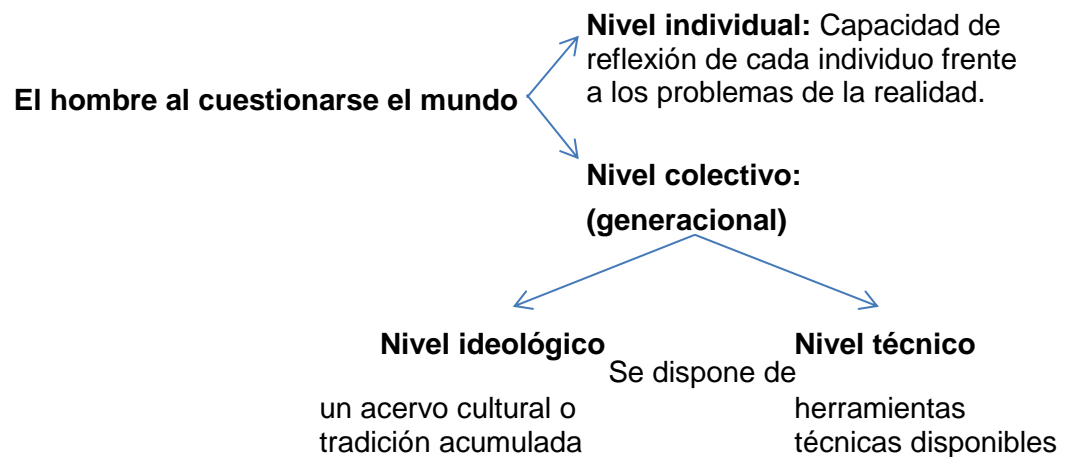 Nivel individual: Capacidad de
reflexión de cada individuo frente
a los problemas de la realidad.
El hombre al cuestionarse el mundo
Nivel colectivo:
(generacional)
Nivel ideológico
Nivel técnico
Se dispone de
un acervo cultural o
tradición acumulada
herramientas
técnicas disponibles